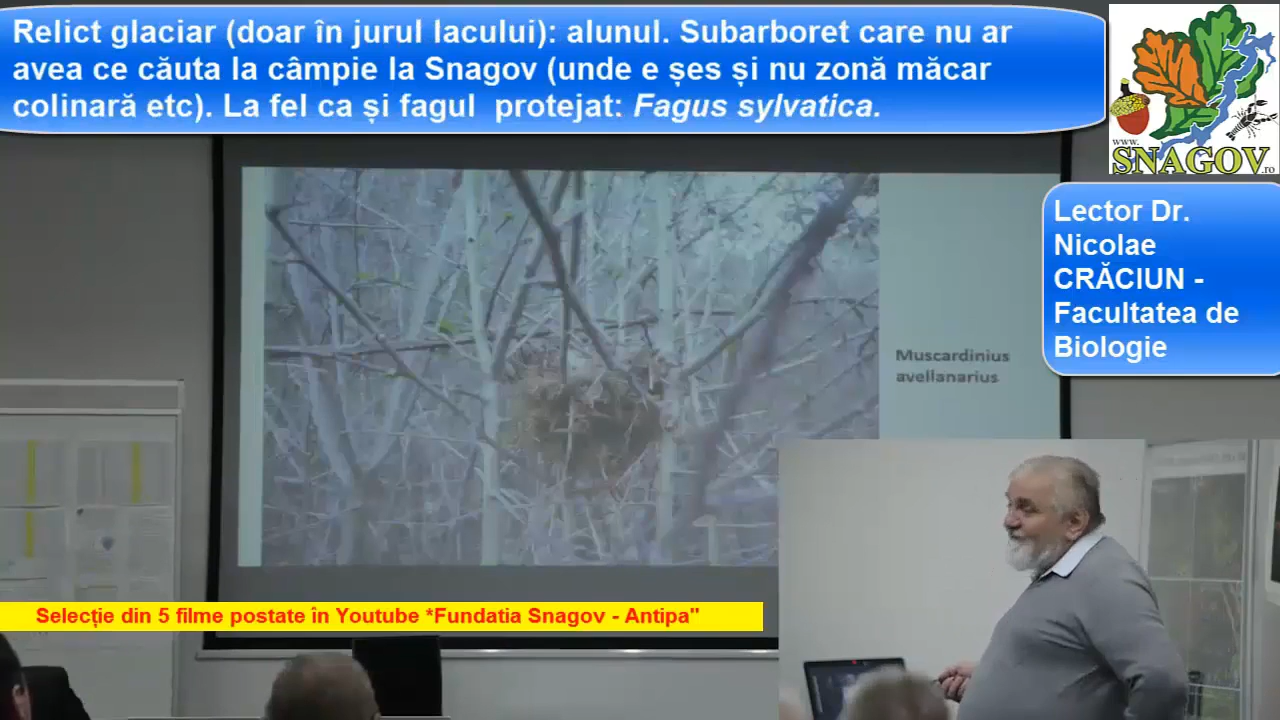 Relict glaciar (doar în jurul lacului): alunul. Subarboret care nu ar
avea ce căuta la câmpie la Snagov (unde e șes și nu zonă măcar
colinară etc). La fel ca și fagul  protejat: Fagus sylvatica.
www.
SNAGOV.ro
Lector Dr.
Nicolae
CRĂCIUN -
Facultatea de
Biologie
Muscardinius
avellanarius
Selecție din 5 filme postate în Youtube *Fundatia Snagov - Antipa"